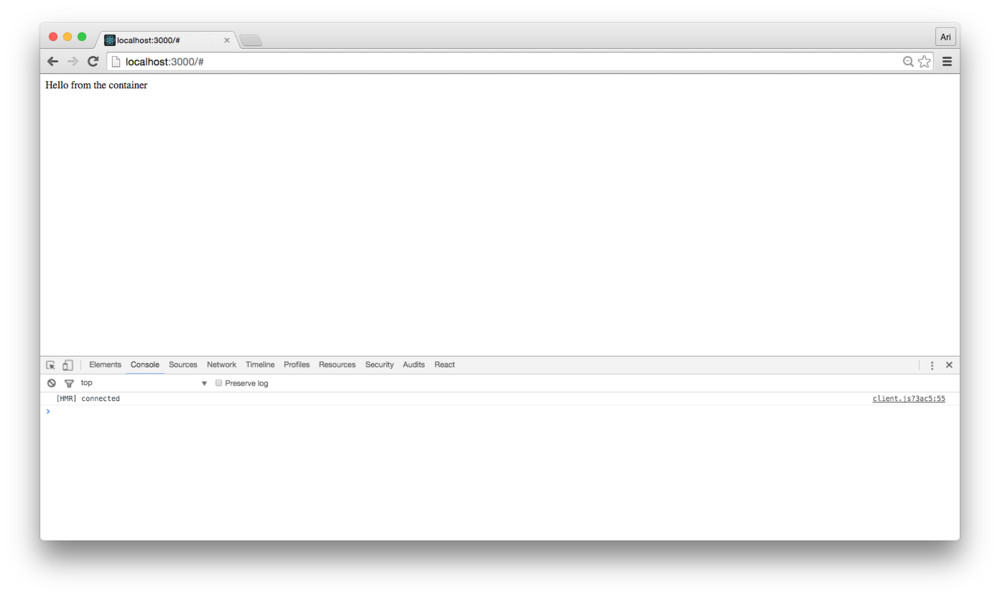 localhost:3000/#
Ari
localhost:3000/#
Hello from the container
Elements Console Sources Network Timeline Profiles Resources Security Audits React
top Preserve log
[HMR] connected client.js?3ac5:55